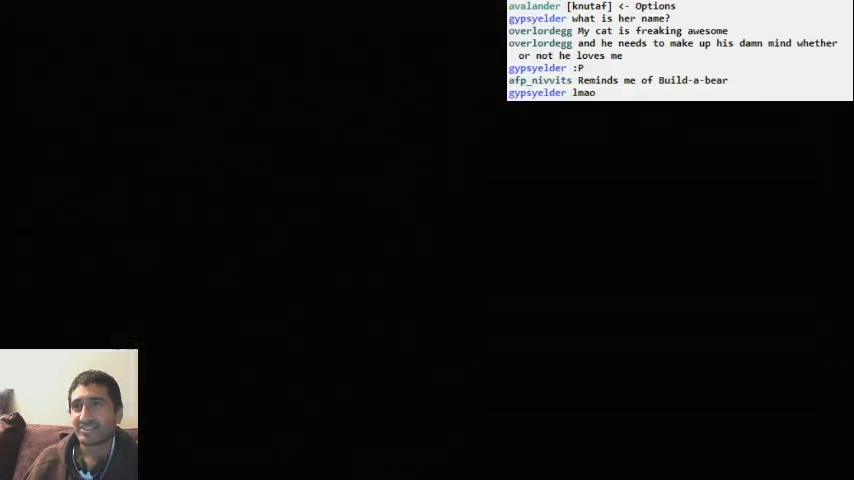 avalander [knutaf] <- Options
gypsyelder what is her name?
overlordegg My cat is freaking awesome
overlordegg and he needs to make up his damn mind whether
or not he loves me
gypsyelder :P
afp_nivvits Reminds me of Build-a-bear
gypsyelder lmao